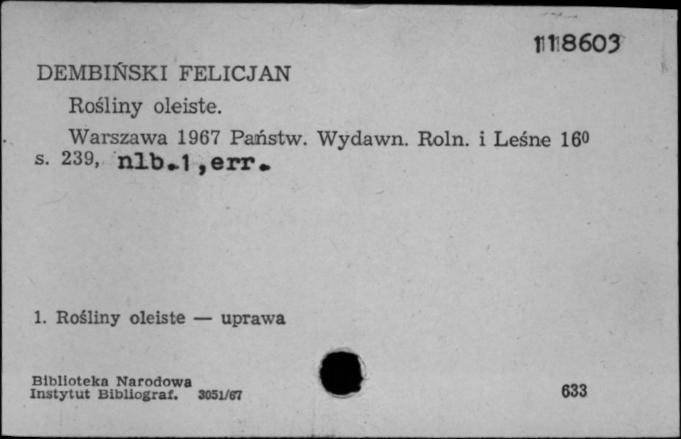 118603
DEMBIŃSKI FELICJAN
Rośliny oleiste.
Warszawa 1967 Państw. Wydawn. Roln. i Leśne 16⁰
s. 239, nlb.1,err.
1. Rośliny oleiste — uprawa
Biblioteka Narodowa
Instytut Bibliograf. 3051/67
633